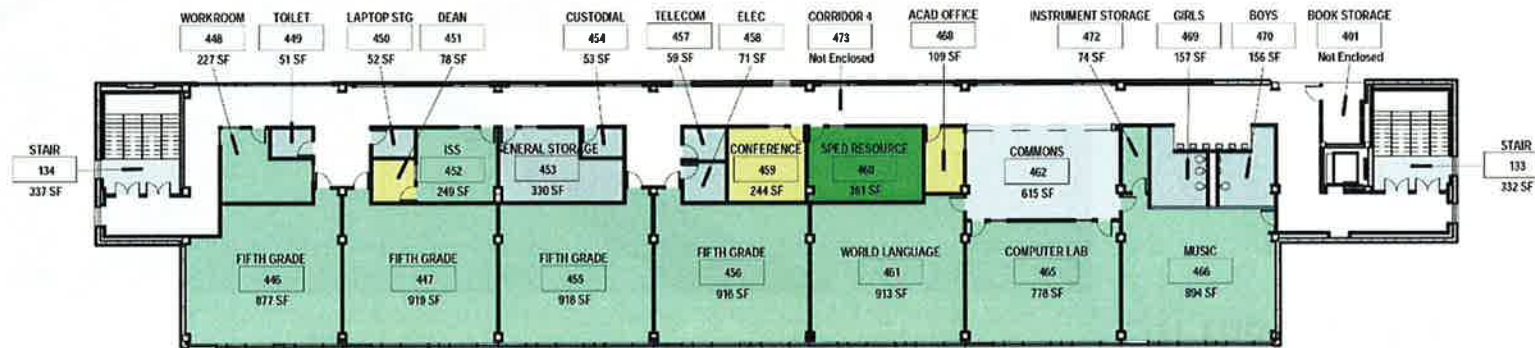 WORKROOM
448
227 SF
TOILET
449
51 SF
LAPTOP STG
450
52 SF
DEAN
451
78 SF
CUSTODIAL
454
53 SF
TELECOM
457
59 SF
ELEC
458
71 SF
CORRIDOR 4
473
Not Enclosed
ACAD OFFICE
468
109 SF
INSTRUMENT STORAGE
472
74 SF
GIRLS
469
157 SF
BOYS
470
156 SF
BOOK STORAGE
401
Not Enclosed
STAIR
134
337 SF
ISS
452
249 SF
GENERAL STORAGE
453
330 SF
CONFERENCE
459
244 SF
SPED RESOURCE
460
361 SF
COMMONS
462
615 SF
STAIR
133
332 SF
FIFTH GRADE
446
877 SF
FIFTH GRADE
447
919 SF
FIFTH GRADE
455
918 SF
FIFTH GRADE
456
916 SF
WORLD LANGUAGE
461
913 SF
COMPUTER LAB
465
778 SF
MUSIC
466
894 SF